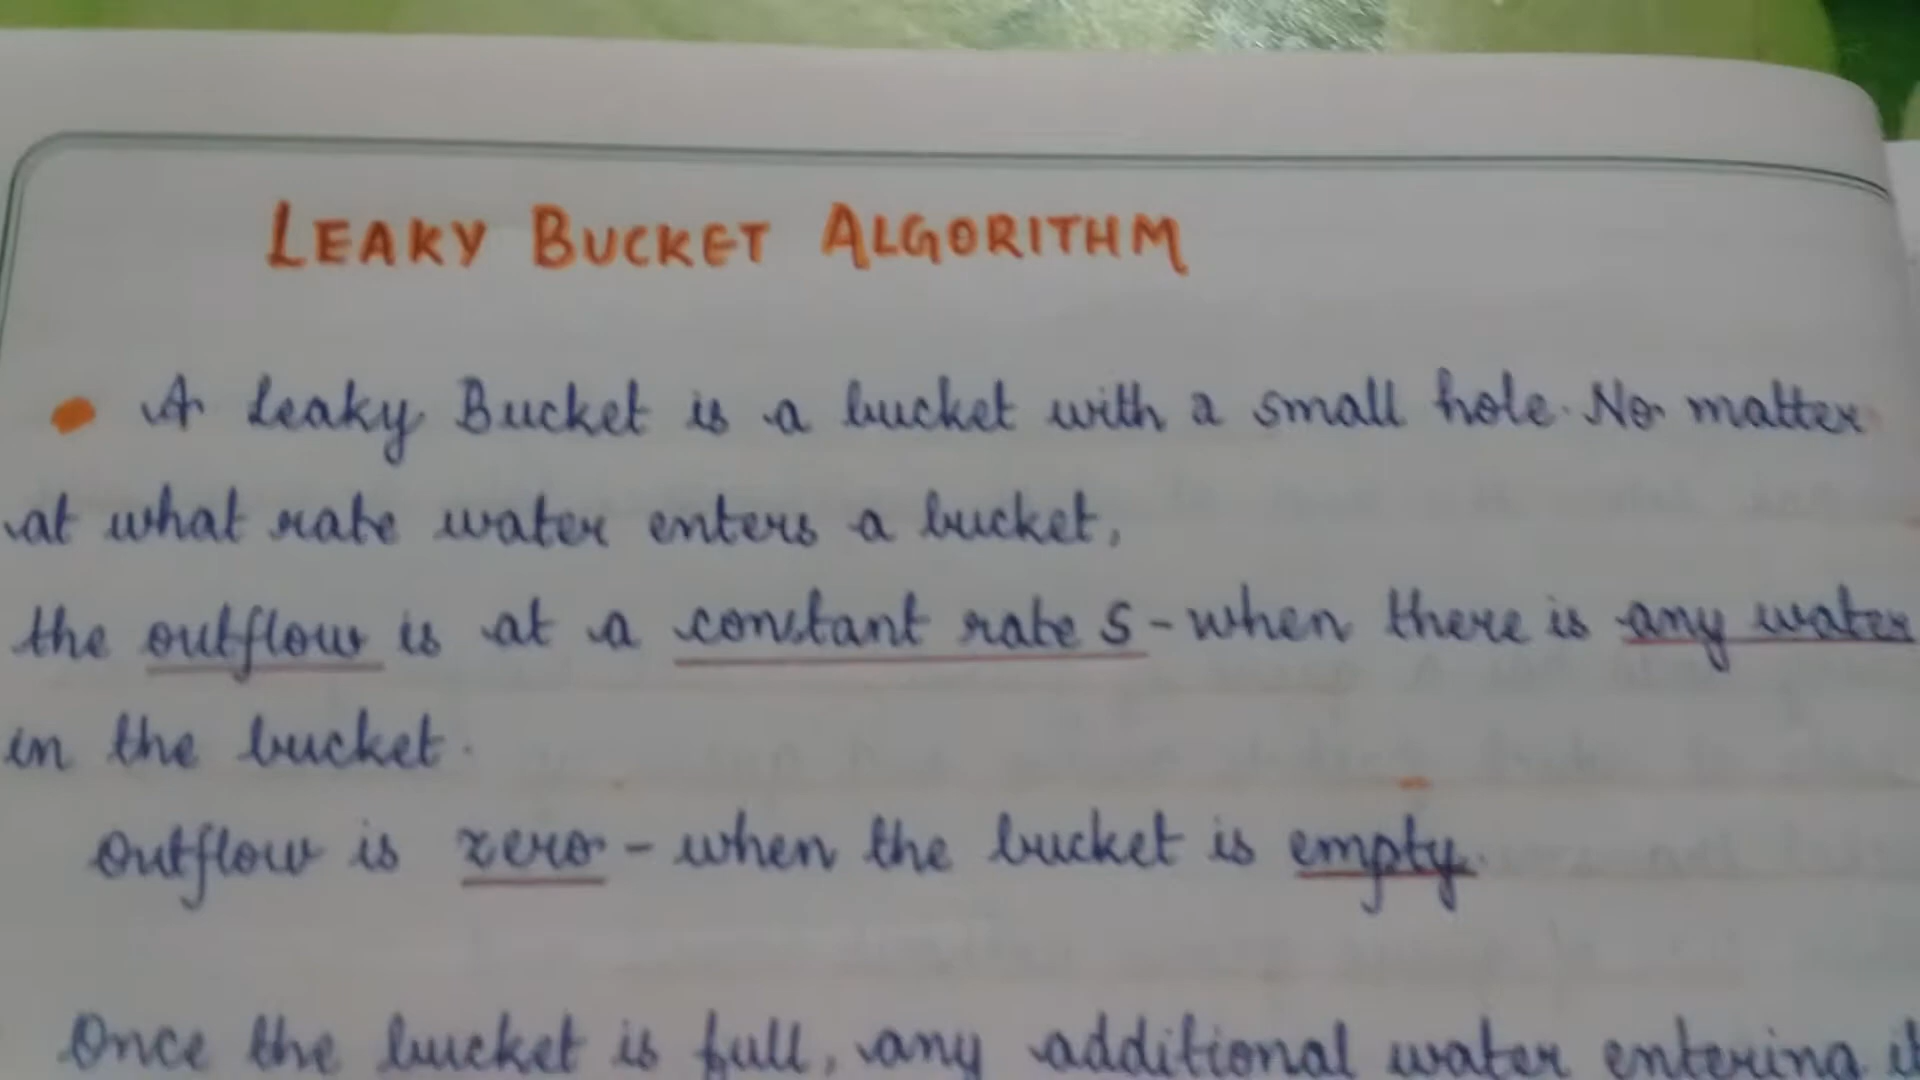 LEAKY BUCKET ALGORITHM
A Leaky Bucket is a bucket with a small hole. No matter
at what rate water enters a bucket,
the outflow is at a constant rate S - when there is any water
in the bucket.
Outflow is zero - when the bucket is empty.
Once the bucket is full, any additional water entering it